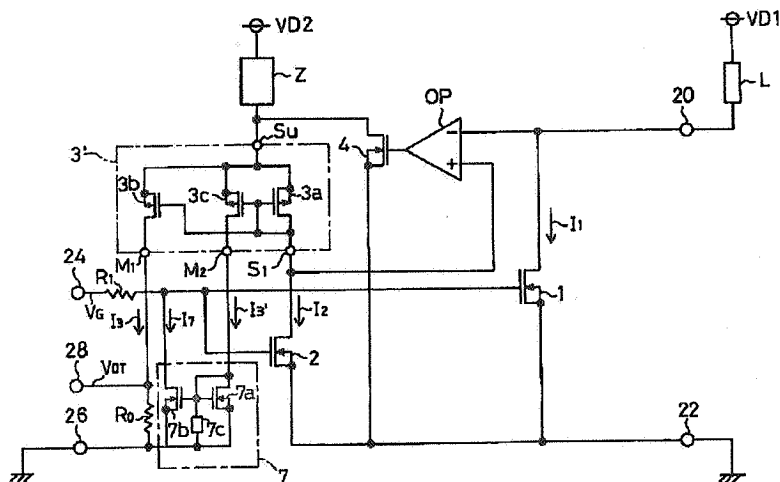 VD2
VD1
Z
L
OP
20
Su
4
3'
3b
3c
3a
I1
M1
M2
S1
24
R1
VG
I3
I7
I3'
I2
1
2
28
VOT
7a
7b
7c
26
R0
22
7